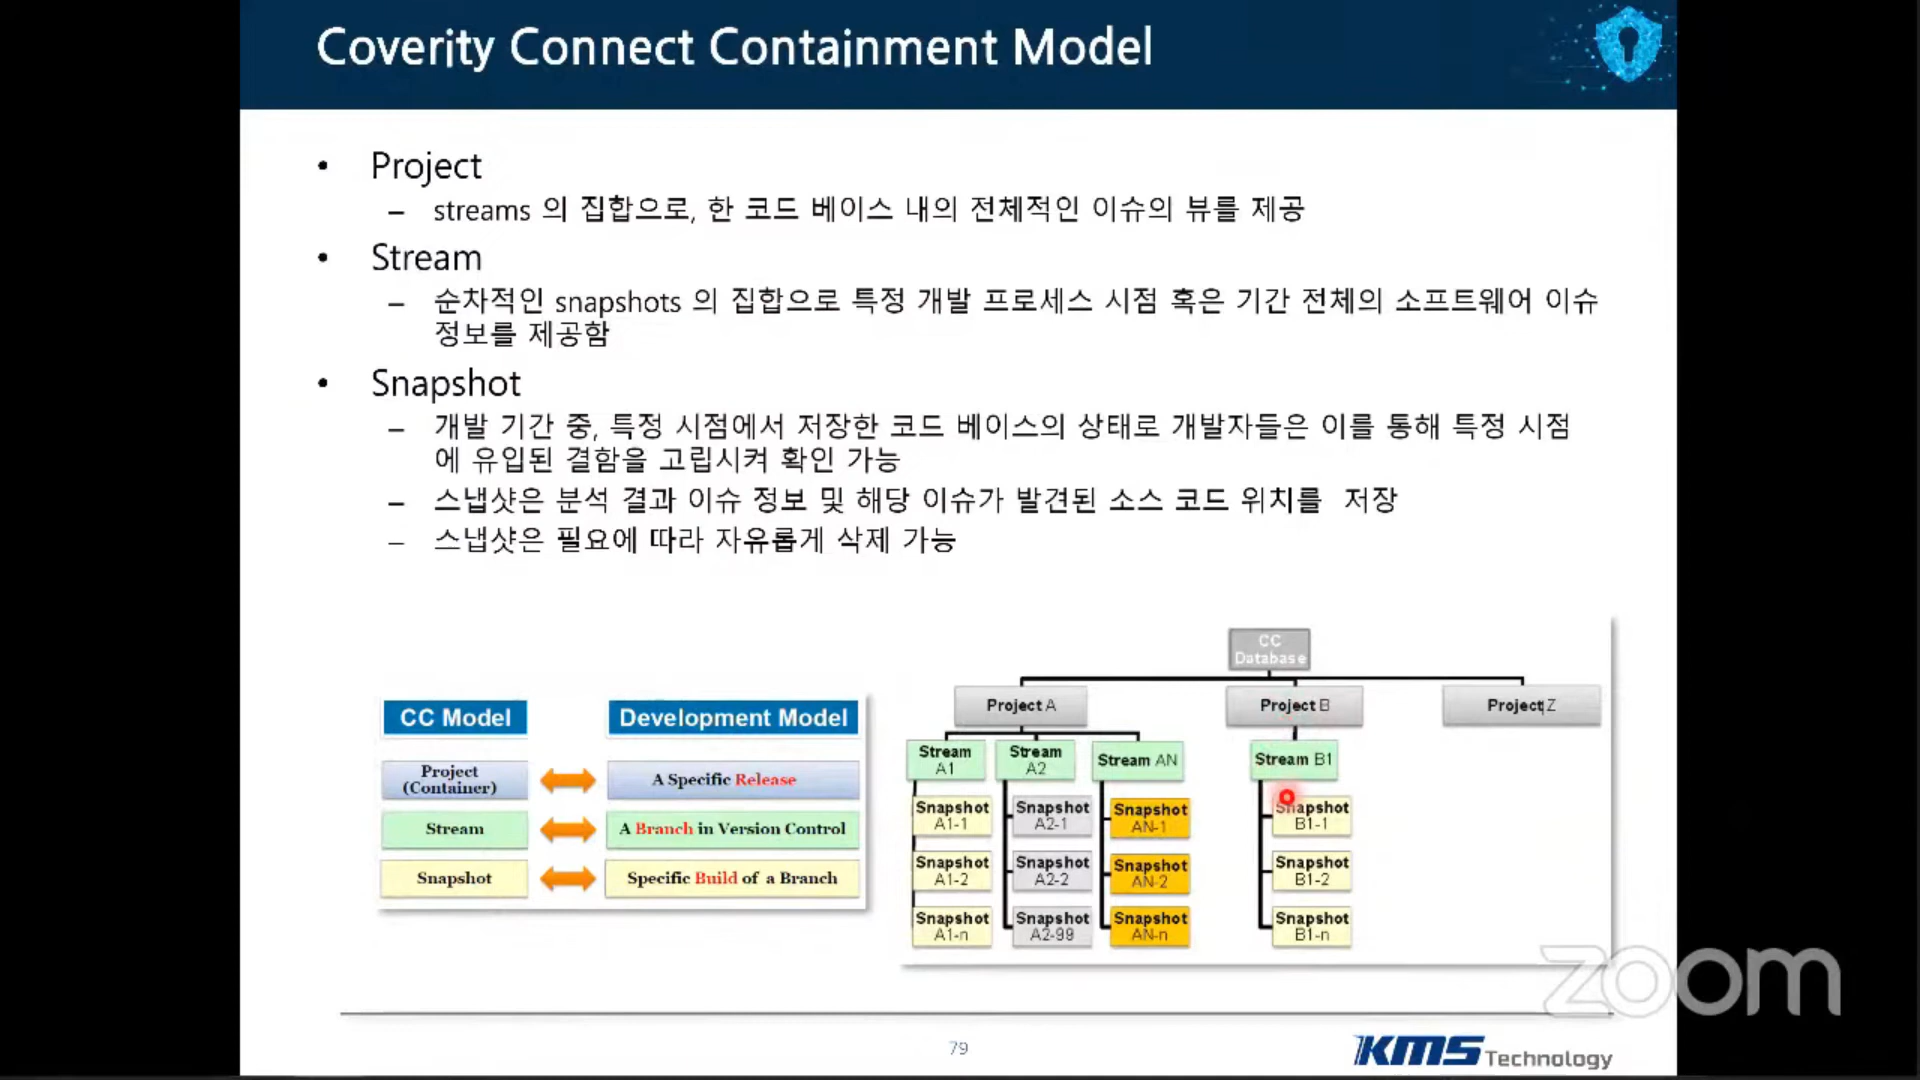 Coverity Connect Containment Model
• Project
– streams 의 집합으로, 한 코드 베이스 내의 전체적인 이슈의 뷰를 제공
• Stream
– 순차적인 snapshots 의 집합으로 특정 개발 프로세스 시점 혹은 기간 전체의 소프트웨어 이슈
정보를 제공함
• Snapshot
– 개발 기간 중, 특정 시점에서 저장한 코드 베이스의 상태로 개발자들은 이를 통해 특정 시점
에 유입된 결함을 고립시켜 확인 가능
– 스냅샷은 분석 결과 이슈 정보 및 해당 이슈가 발견된 소스 코드 위치를 저장
– 스냅샷은 필요에 따라 자유롭게 삭제 가능
CC Model
Development Model
Project
(Container)
A Specific Release
Stream
A Branch in Version Control
Snapshot
Specific Build of a Branch
CC
Database
Project A
Project B
Project Z
Stream
A1
Stream
A2
Stream AN
Stream B1
Snapshot
A1-1
Snapshot
A2-1
Snapshot
AN-1
Snapshot
B1-1
Snapshot
A1-2
Snapshot
A2-2
Snapshot
AN-2
Snapshot
B1-2
Snapshot
A1-n
Snapshot
A2-99
Snapshot
AN-n
Snapshot
B1-n
zoom
79
KMS Technology